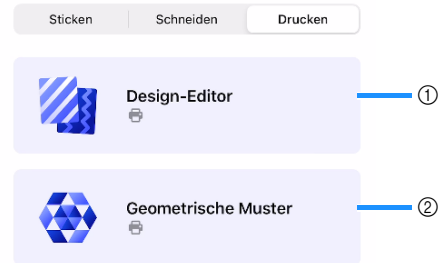 Sticken Schneiden Drucken
Design-Editor ①
Geometrische Muster ②